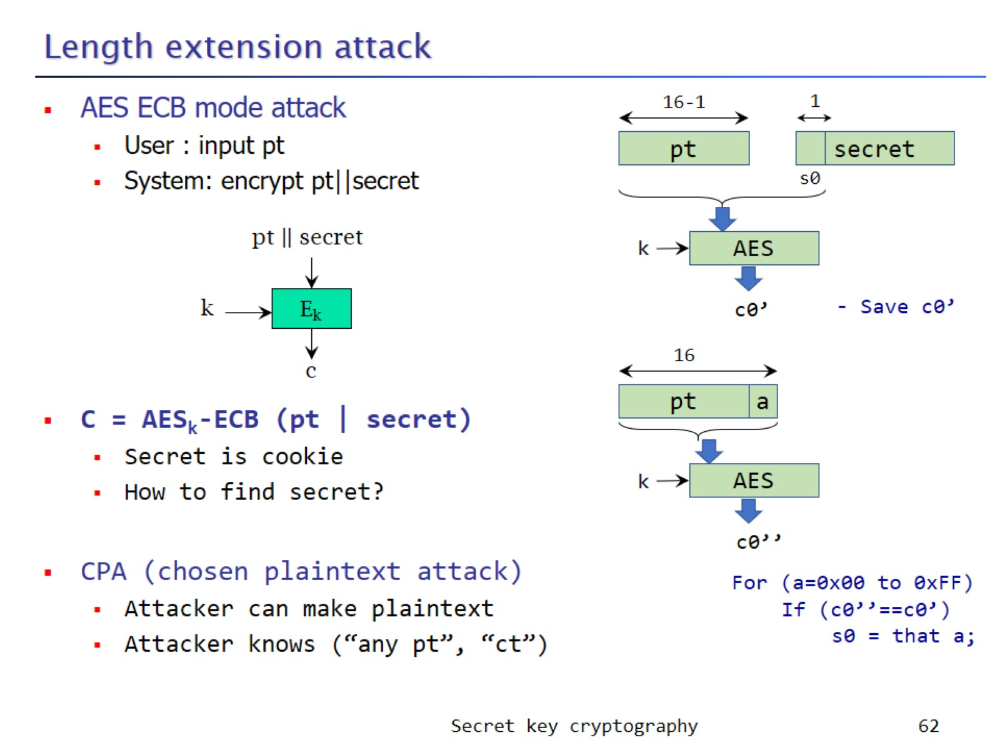 Length extension attack
AES ECB mode attack
User : input pt
System: encrypt pt||secret
pt || secret
k
Ek
c
C = AESk-ECB (pt | secret)
Secret is cookie
How to find secret?
CPA (chosen plaintext attack)
Attacker can make plaintext
Attacker knows (“any pt”, “ct”)
16-1
1
pt
secret
s0
k
AES
c0’
- Save c0’
16
pt
a
k
AES
c0’’
For (a=0x00 to 0xFF)
If (c0’’==c0’)
s0 = that a;
Secret key cryptography
62